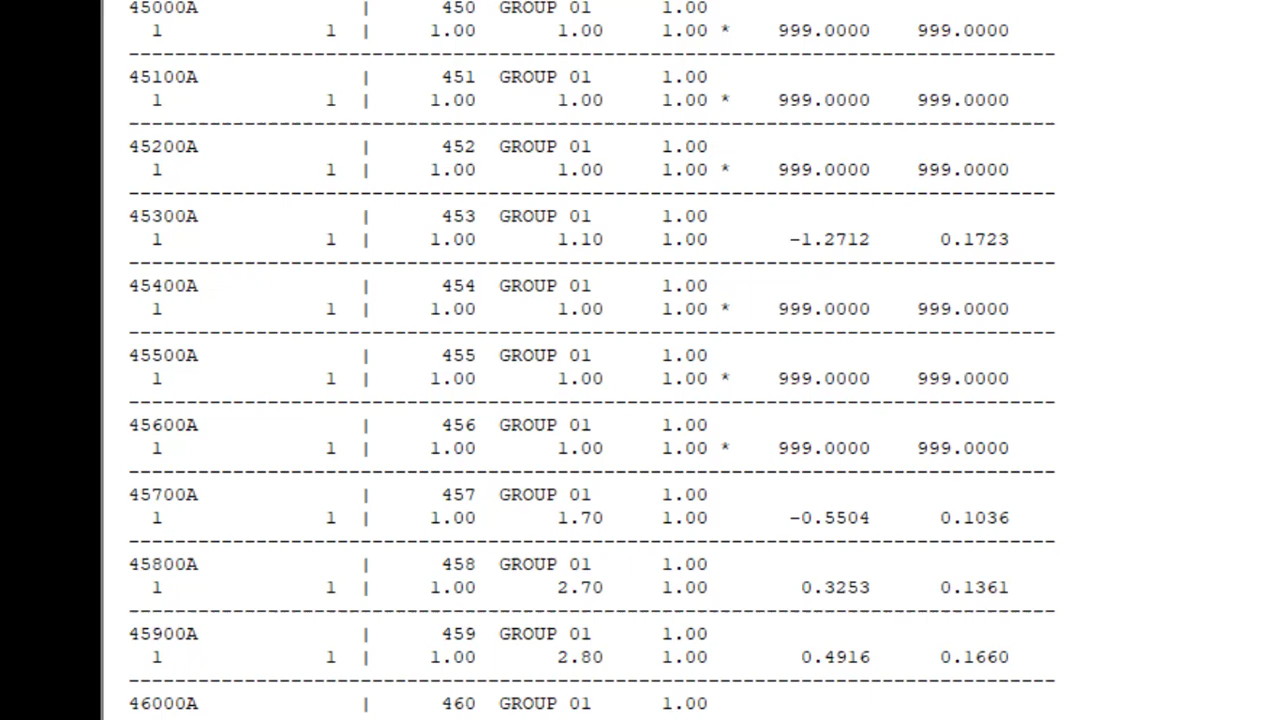 45000A | 450 GROUP 01 1.00
1 1 | 1.00 1.00 1.00 * 999.0000 999.0000
--------------------------------------------------------------------------------
45100A | 451 GROUP 01 1.00
1 1 | 1.00 1.00 1.00 * 999.0000 999.0000
--------------------------------------------------------------------------------
45200A | 452 GROUP 01 1.00
1 1 | 1.00 1.00 1.00 * 999.0000 999.0000
--------------------------------------------------------------------------------
45300A | 453 GROUP 01 1.00
1 1 | 1.00 1.10 1.00 -1.2712 0.1723
--------------------------------------------------------------------------------
45400A | 454 GROUP 01 1.00
1 1 | 1.00 1.00 1.00 * 999.0000 999.0000
--------------------------------------------------------------------------------
45500A | 455 GROUP 01 1.00
1 1 | 1.00 1.00 1.00 * 999.0000 999.0000
--------------------------------------------------------------------------------
45600A | 456 GROUP 01 1.00
1 1 | 1.00 1.00 1.00 * 999.0000 999.0000
--------------------------------------------------------------------------------
45700A | 457 GROUP 01 1.00
1 1 | 1.00 1.70 1.00 -0.5504 0.1036
--------------------------------------------------------------------------------
45800A | 458 GROUP 01 1.00
1 1 | 1.00 2.70 1.00 0.3253 0.1361
--------------------------------------------------------------------------------
45900A | 459 GROUP 01 1.00
1 1 | 1.00 2.80 1.00 0.4916 0.1660
--------------------------------------------------------------------------------
46000A | 460 GROUP 01 1.00